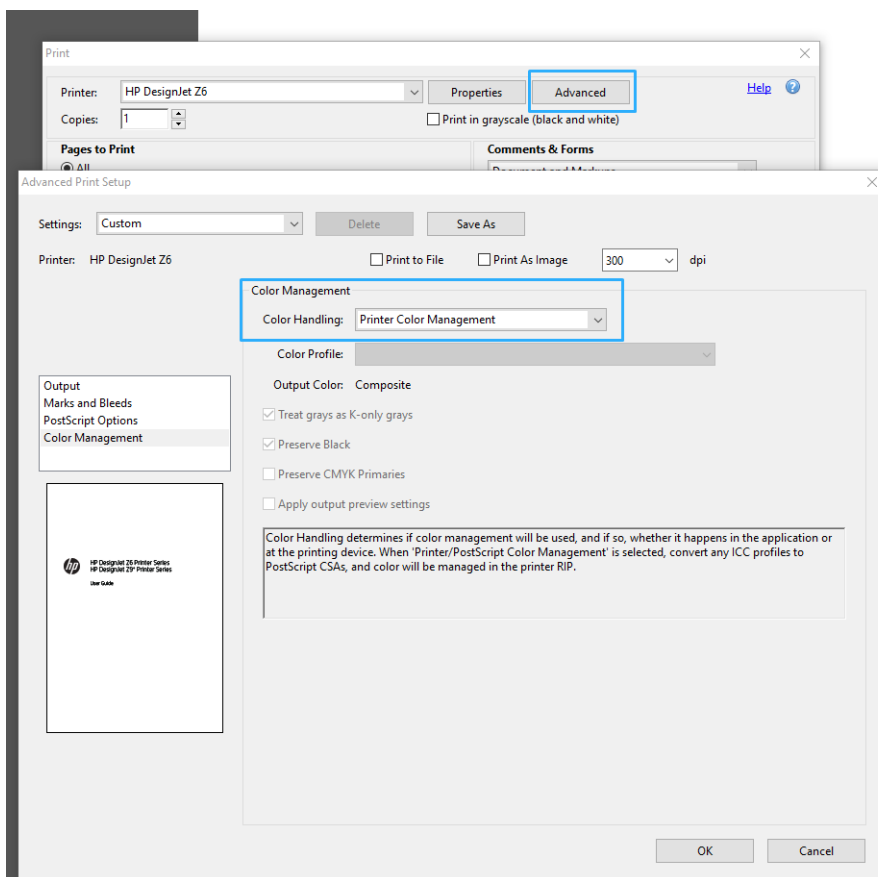 Print
Printer: HP DesignJet Z6 Properties Advanced Help ?
Copies: 1 Print in grayscale (black and white)
Pages to Print Comments & Forms
All Document and Markups
Advanced Print Setup
Settings: Custom Delete Save As
Printer: HP DesignJet Z6 Print to File Print As Image 300 dpi
Color Management
Color Handling: Printer Color Management
Color Profile:
Output Color: Composite
Treat grays as K-only grays
Preserve Black
Preserve CMYK Primaries
Apply output preview settings
Output
Marks and Bleeds
PostScript Options
Color Management
Color Handling determines if color management will be used, and if so, whether it happens in the application or
at the printing device. When 'Printer/PostScript Color Management' is selected, convert any ICC profiles to
PostScript CSAs, and color will be managed in the printer RIP.
hp
HP DesignJet Z6 Printer Series
HP DesignJet Z9+ Printer Series
User Guide
OK Cancel